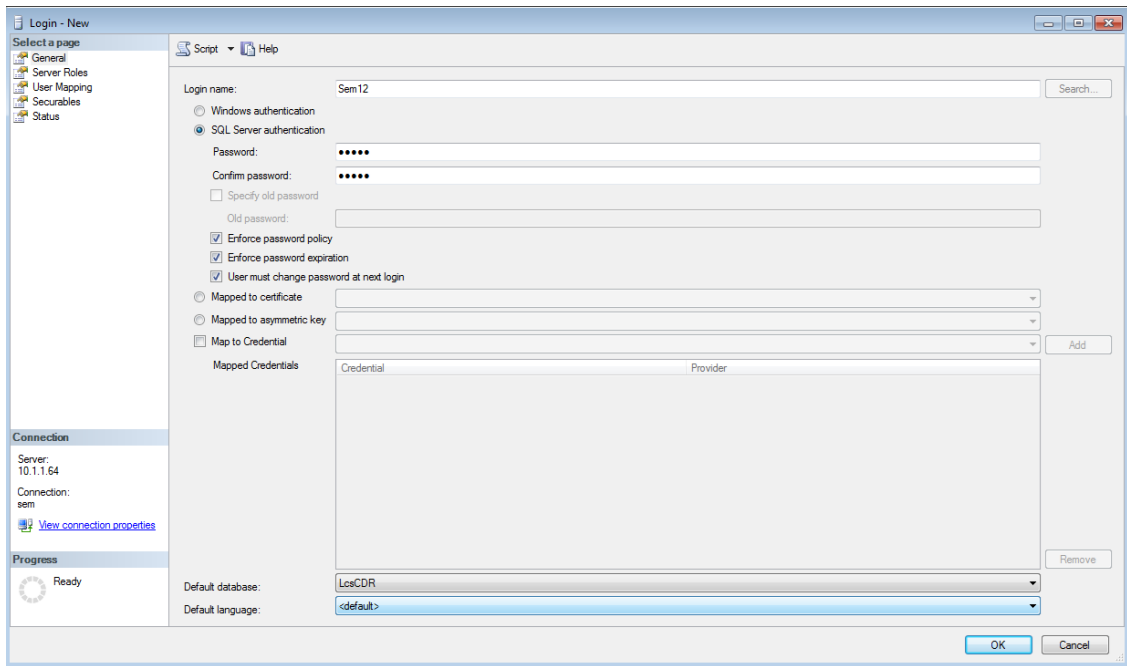 Login - New
Select a page
General
Server Roles
User Mapping
Securables
Status
Script Help
Login name: Sem12 Search...
Windows authentication
SQL Server authentication
Password: •••••
Confirm password: •••••
Specify old password
Old password:
Enforce password policy
Enforce password expiration
User must change password at next login
Mapped to certificate
Mapped to asymmetric key
Map to Credential Add
Mapped Credentials Credential Provider
Remove
Default database: LcsCDR
Default language: <default>
Connection
Server:
10.1.1.64
Connection:
sem
View connection properties
Progress
Ready
OK Cancel